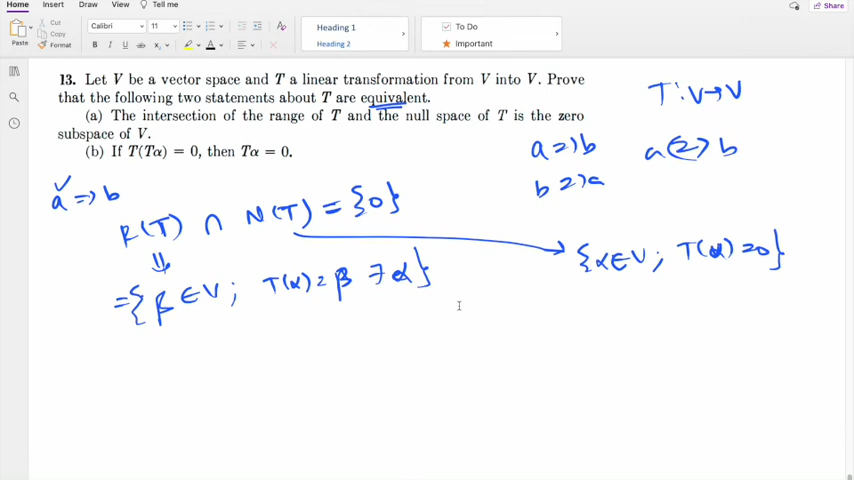 Home Insert Draw View Tell me Share
Paste Cut Copy Format Calibri 11 B I U Heading 1 Heading 2 To Do Important
13. Let V be a vector space and T a linear transformation from V into V. Prove
that the following two statements about T are equivalent.
(a) The intersection of the range of T and the null space of T is the zero
subspace of V.
(b) If T(Tα) = 0, then Tα = 0.
T: V→V
a => b
a <=> b
b => a
a => b
R(T) ∩ N(T) = {0}
{α∈V; T(α)=0}
={β∈V; T(α)=β ∃α}